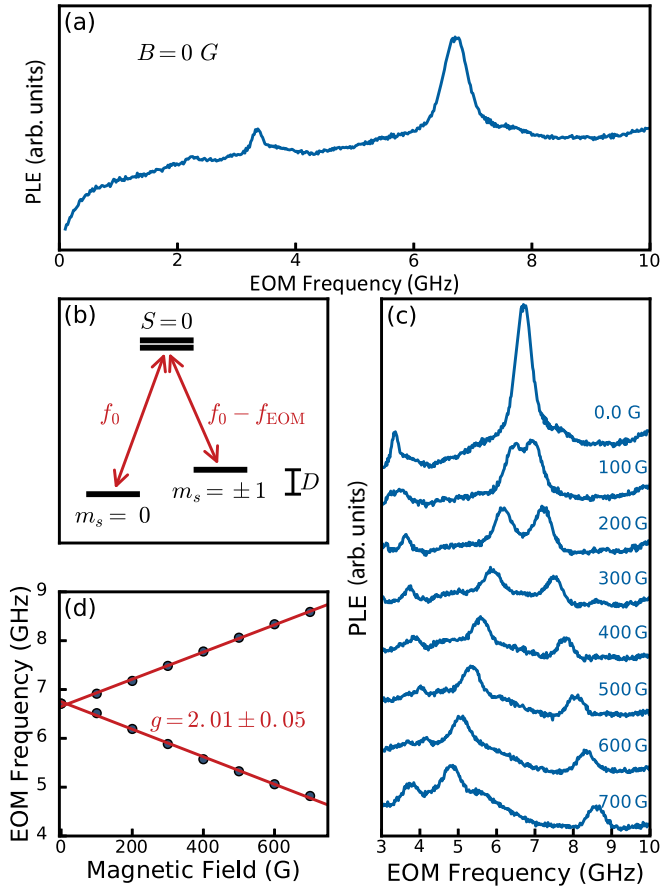 (a)
B = 0 G
PLE (arb. units)
0 2 4 6 8 10
EOM Frequency (GHz)
(b)
S = 0
f₀
f₀ − f_EOM
D
m_s = 0
m_s = ± 1
(c)
0.0 G
100 G
200 G
300 G
400 G
500 G
600 G
700 G
PLE (arb. units)
3 4 5 6 7 8 9 10
EOM Frequency (GHz)
(d)
9
8
7
6
5
4
EOM Frequency (GHz)
g = 2.01 ± 0.05
0 200 400 600
Magnetic Field (G)